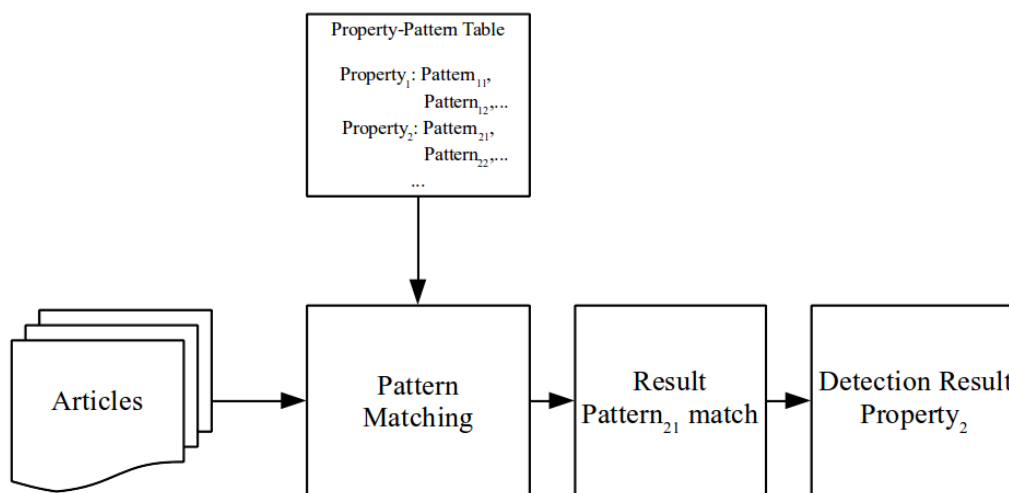 Property-Pattern Table
Property₁: Pattern₁₁,
Pattern₁₂,...
Property₂: Pattern₂₁,
Pattern₂₂,...
...
Articles
Pattern
Matching
Result
Pattern₂₁ match
Detection Result
Property₂